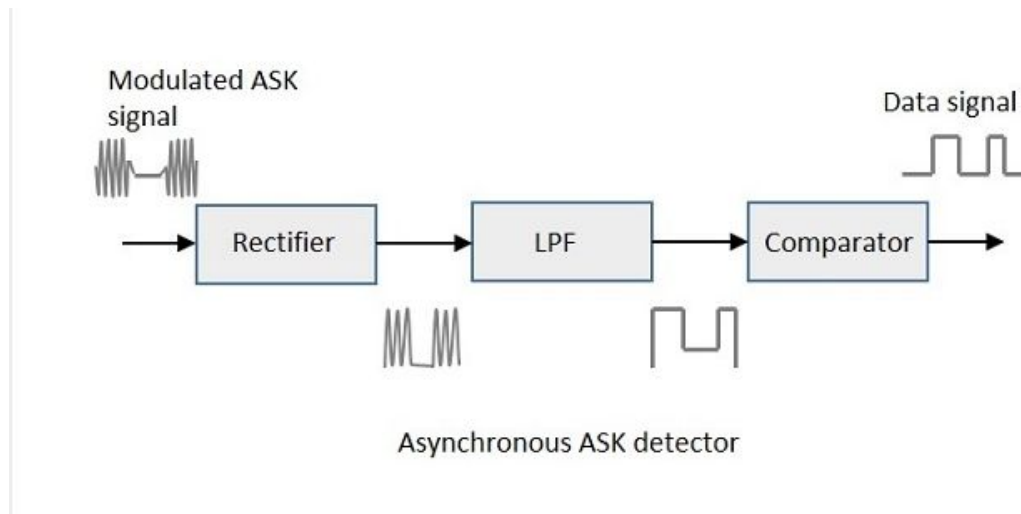 Modulated ASK
signal
Data signal
Rectifier
LPF
Comparator
Asynchronous ASK detector